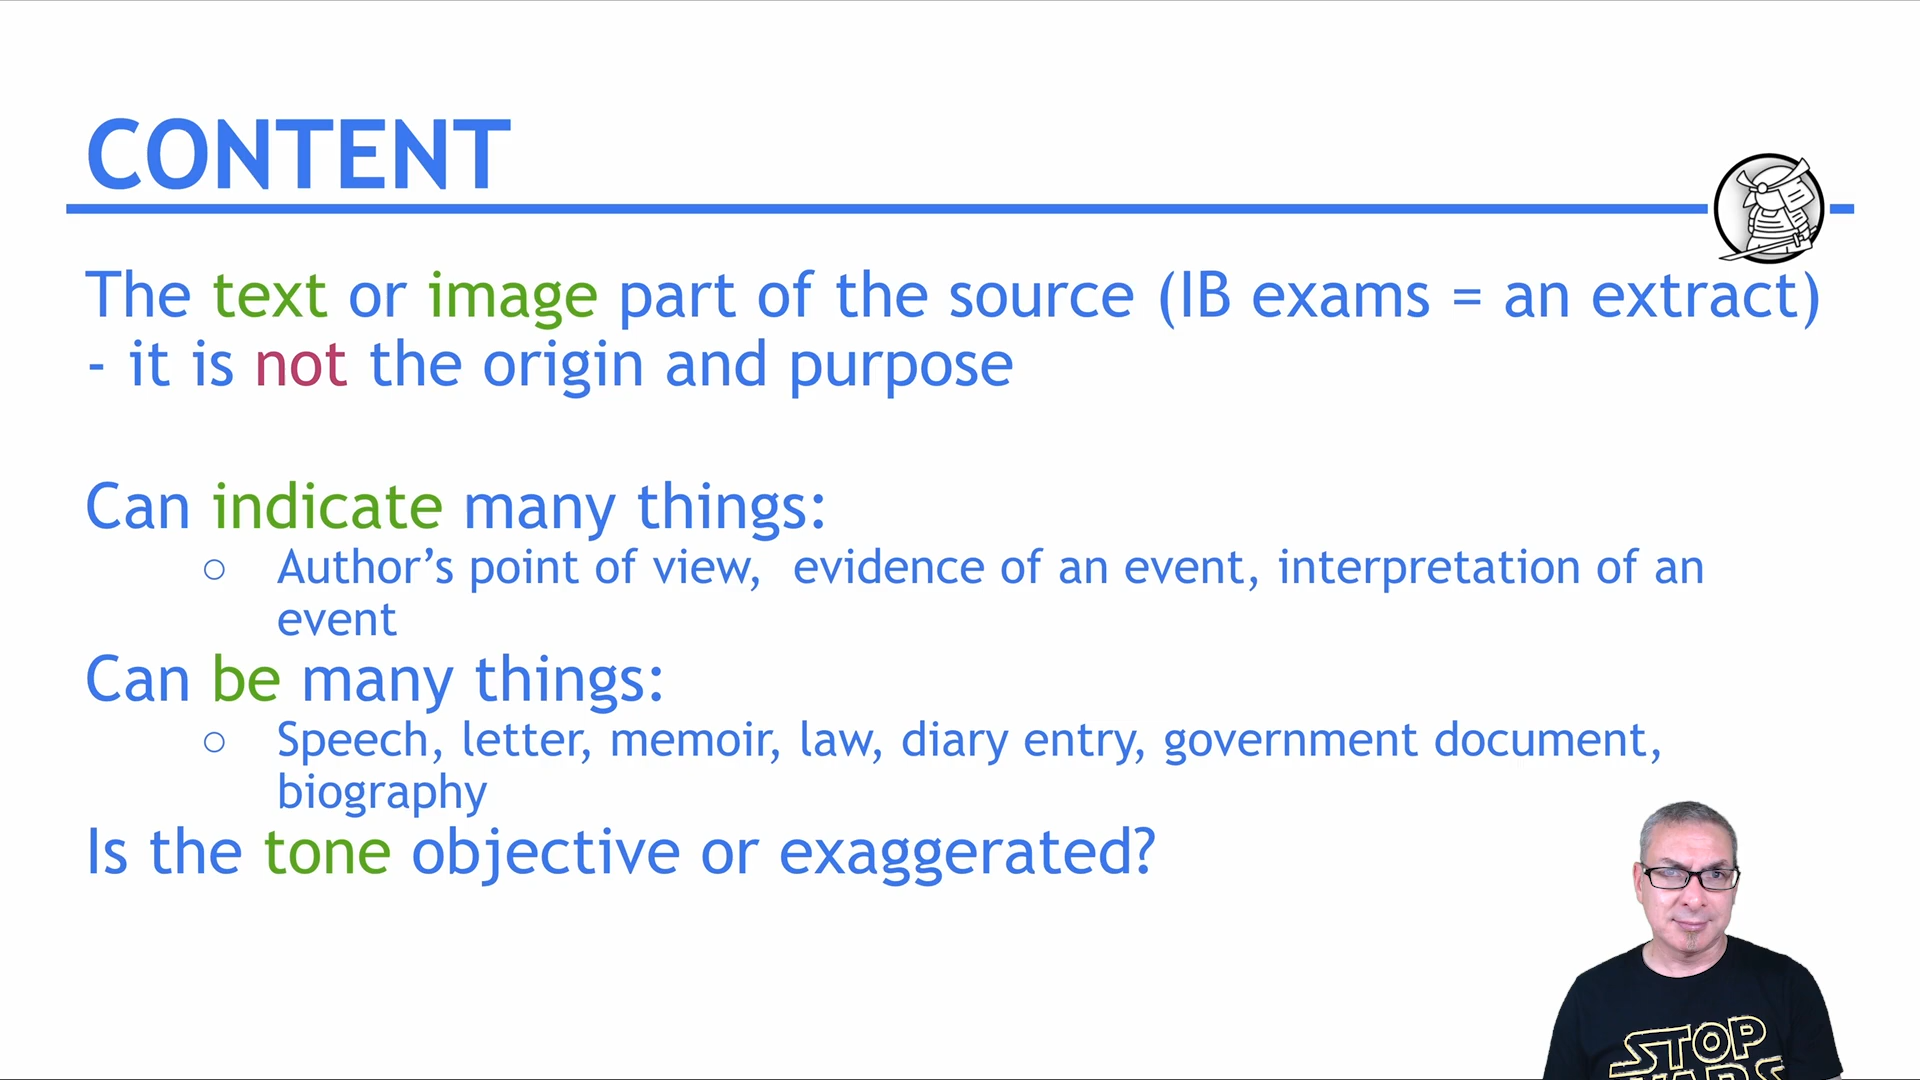 CONTENT
The text or image part of the source (IB exams = an extract)
- it is not the origin and purpose
Can indicate many things:
○ Author’s point of view,  evidence of an event, interpretation of an
event
Can be many things:
○ Speech, letter, memoir, law, diary entry, government document,
biography
Is the tone objective or exaggerated?
STOP
WARS